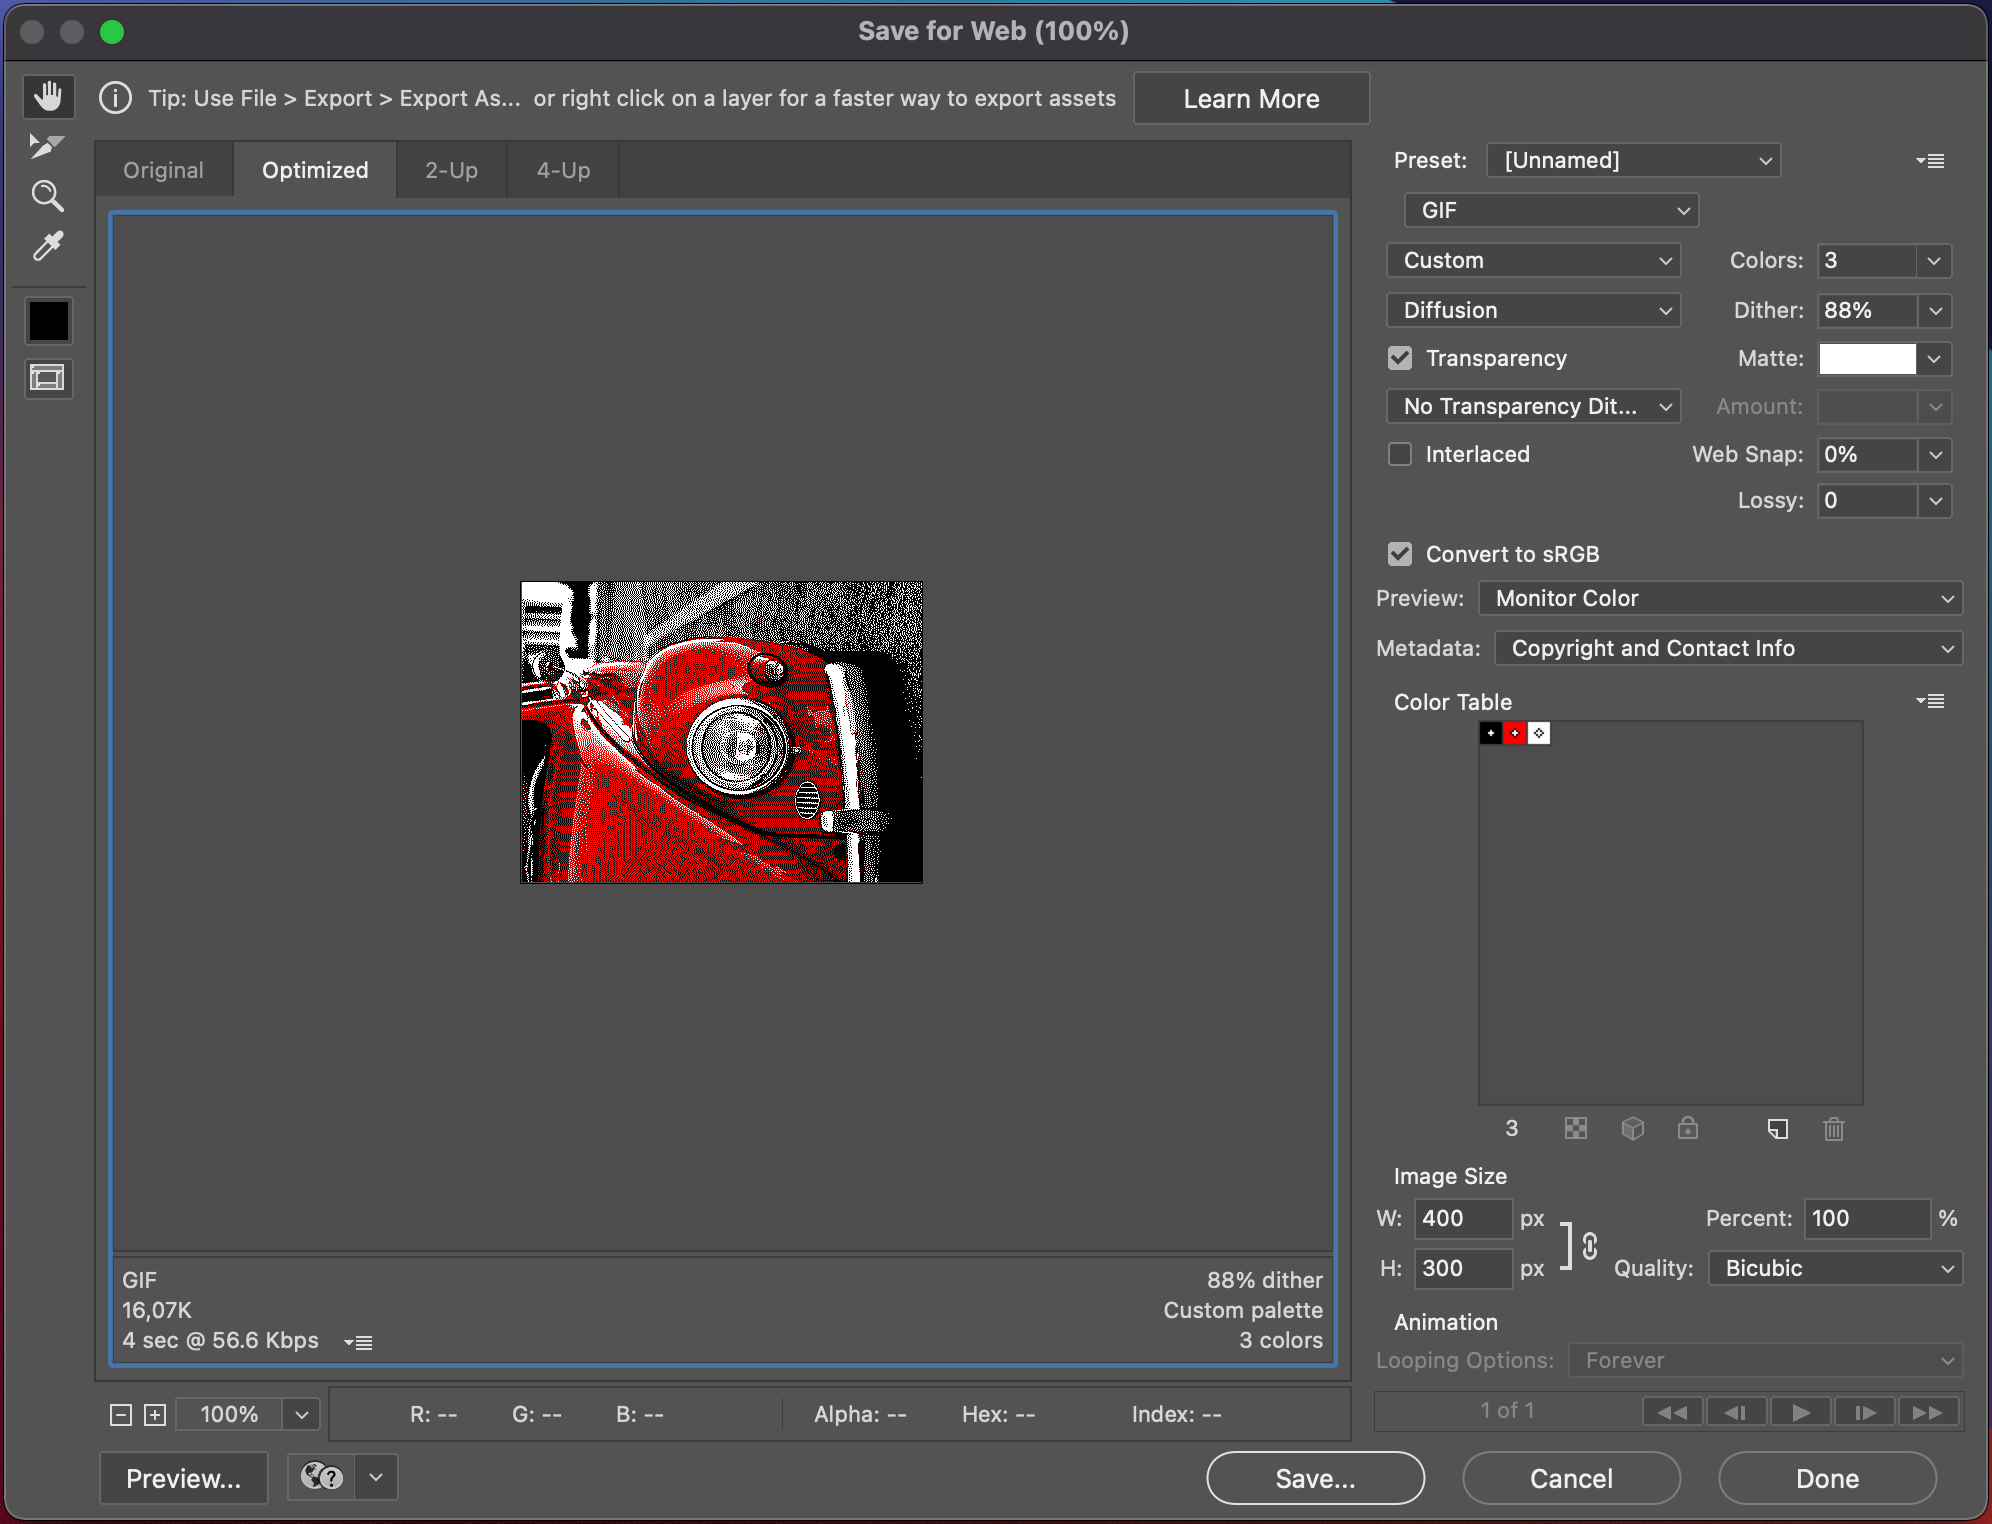 Save for Web (100%)
Tip: Use File > Export > Export As... or right click on a layer for a faster way to export assets
Learn More
Original
Optimized
2-Up
4-Up
Preset: [Unnamed]
GIF
Custom
Colors: 3
Diffusion
Dither: 88%
Transparency
Matte:
No Transparency Dit...
Amount:
Interlaced
Web Snap: 0%
Lossy: 0
Convert to sRGB
Preview: Monitor Color
Metadata: Copyright and Contact Info
Color Table
3
Image Size
W: 400 px
Percent: 100 %
H: 300 px
Quality: Bicubic
Animation
Looping Options: Forever
1 of 1
GIF
88% dither
16,07K
Custom palette
4 sec @ 56.6 Kbps
3 colors
100%
R: --
G: --
B: --
Alpha: --
Hex: --
Index: --
Preview...
Save...
Cancel
Done